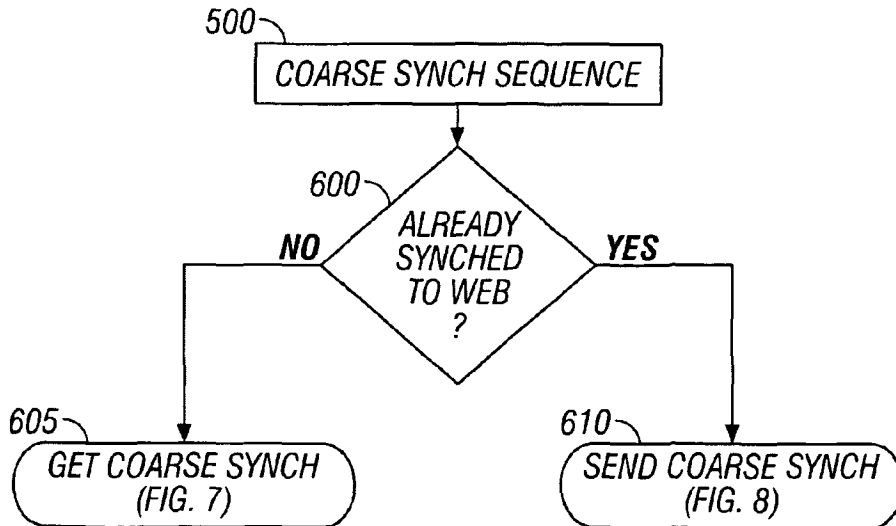 500
COARSE SYNCH SEQUENCE
600
ALREADY
SYNCHED
TO WEB
?
NO
YES
605
GET COARSE SYNCH
(FIG. 7)
610
SEND COARSE SYNCH
(FIG. 8)